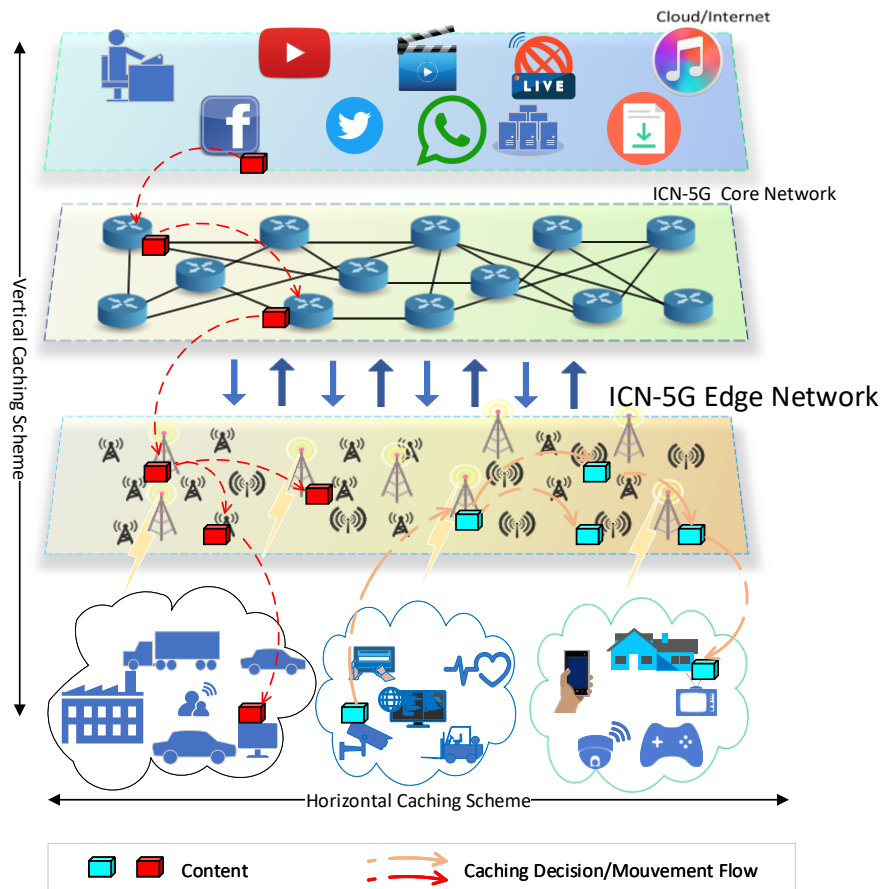 Cloud/Internet
LIVE
f
ICN-5G Core Network
ICN-5G Edge Network
Vertical Caching Scheme
Horizontal Caching Scheme
Content
Caching Decision/Mouvement Flow